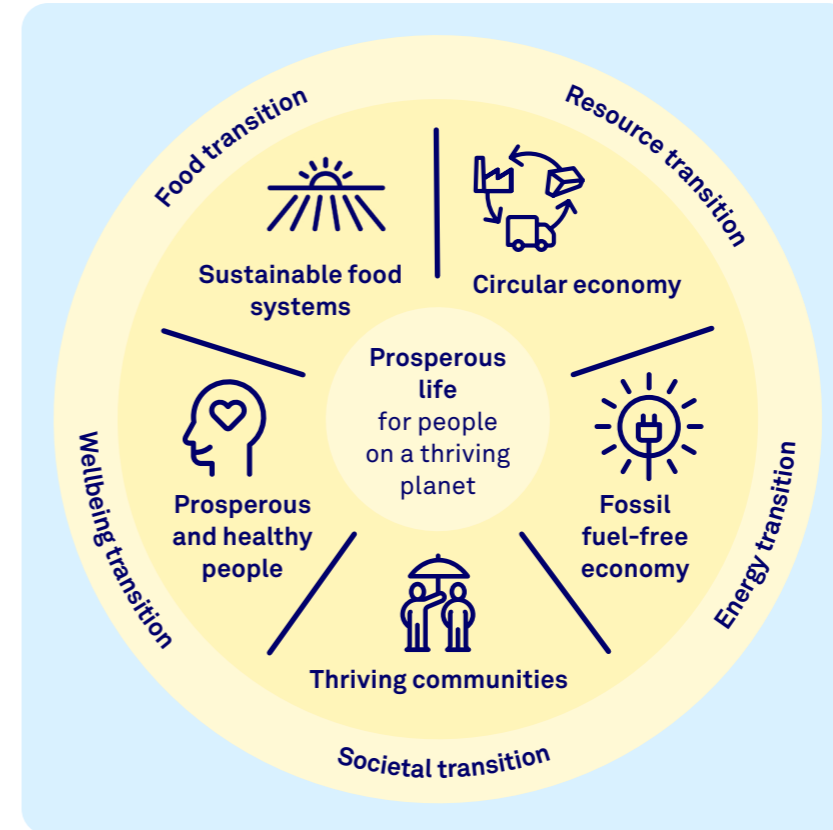 Food transition
Resource transition
Sustainable food
systems
Circular economy
Prosperous
life
for people
on a thriving
planet
Wellbeing transition
Prosperous
and healthy
people
Fossil
fuel-free
economy
Energy transition
Thriving communities
Societal transition